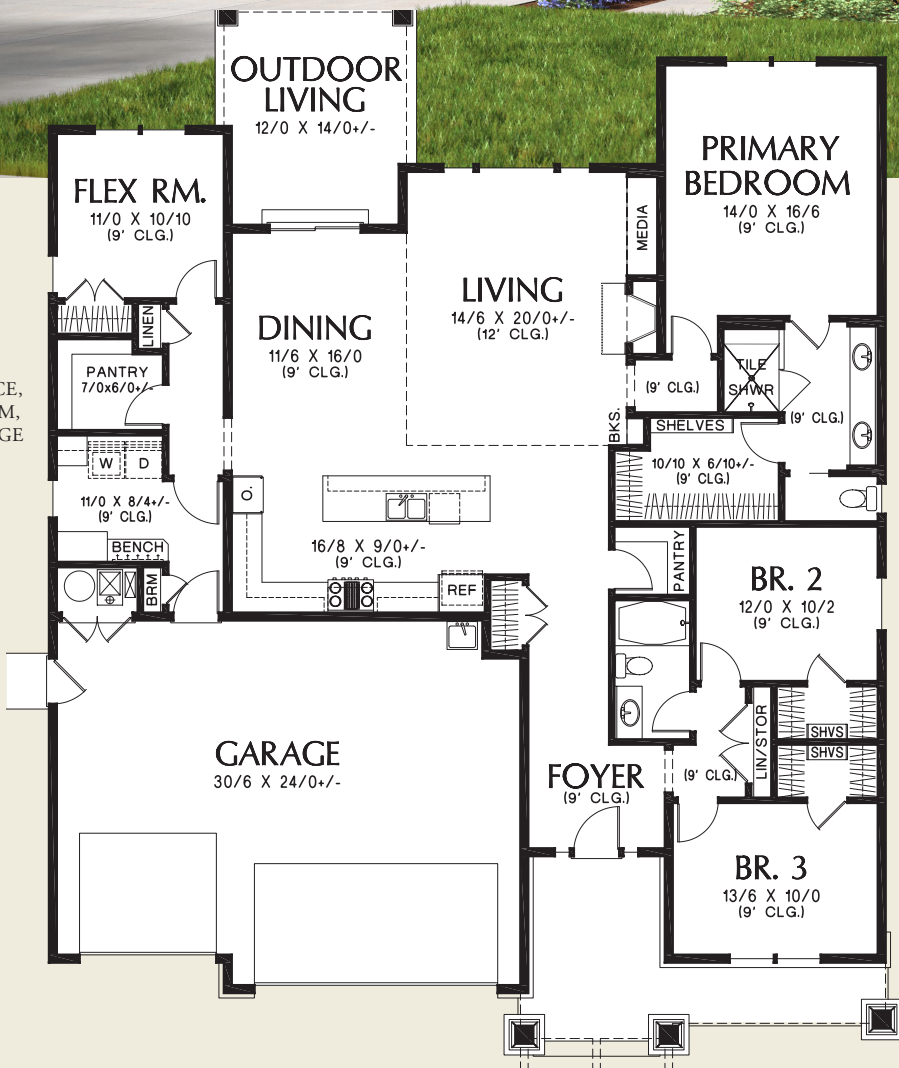 OUTDOOR
LIVING
12/0 X 14/0+/-
PRIMARY
BEDROOM
14/0 X 16/6
(9' CLG.)
FLEX RM.
11/0 X 10/10
(9' CLG.)
MEDIA
LIVING
14/6 X 20/0+/-
(12' CLG.)
LINEN
DINING
11/6 X 16/0
(9' CLG.)
PANTRY
7/0x6/0+/-
CE,
M,
GE
TILE
SHWR
(9' CLG.)
(9' CLG.)
BKS.
SHELVES
10/10 X 6/10+/-
(9' CLG.)
W
D
11/0 X 8/4+/-
(9' CLG.)
O.
BENCH
16/8 X 9/0+/-
(9' CLG.)
REF
BRM
PANTRY
BR. 2
12/0 X 10/2
(9' CLG.)
LIN/STOR
SHVS
SHVS
GARAGE
30/6 X 24/0+/-
FOYER
(9' CLG.)
(9' CLG.)
BR. 3
13/6 X 10/0
(9' CLG.)